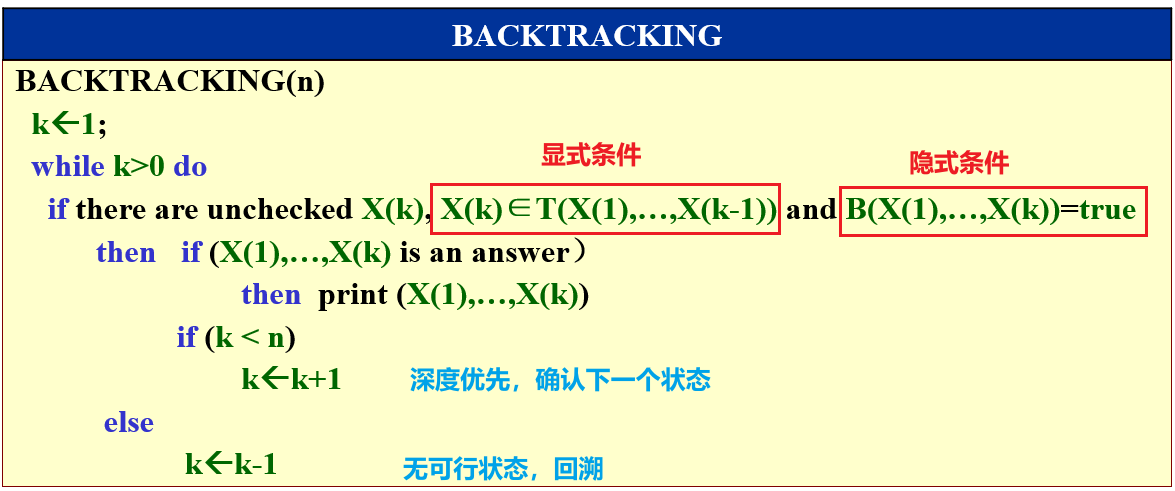 BACKTRACKING
BACKTRACKING(n)
k←1;
显式条件
隐式条件
while k>0 do
if there are unchecked X(k), X(k)∈T(X(1),…,X(k-1)) and B(X(1),…,X(k))=true
then if (X(1),…,X(k) is an answer）
then print (X(1),…,X(k))
if (k < n)
k←k+1 深度优先，确认下一个状态
else
k←k-1 无可行状态，回溯